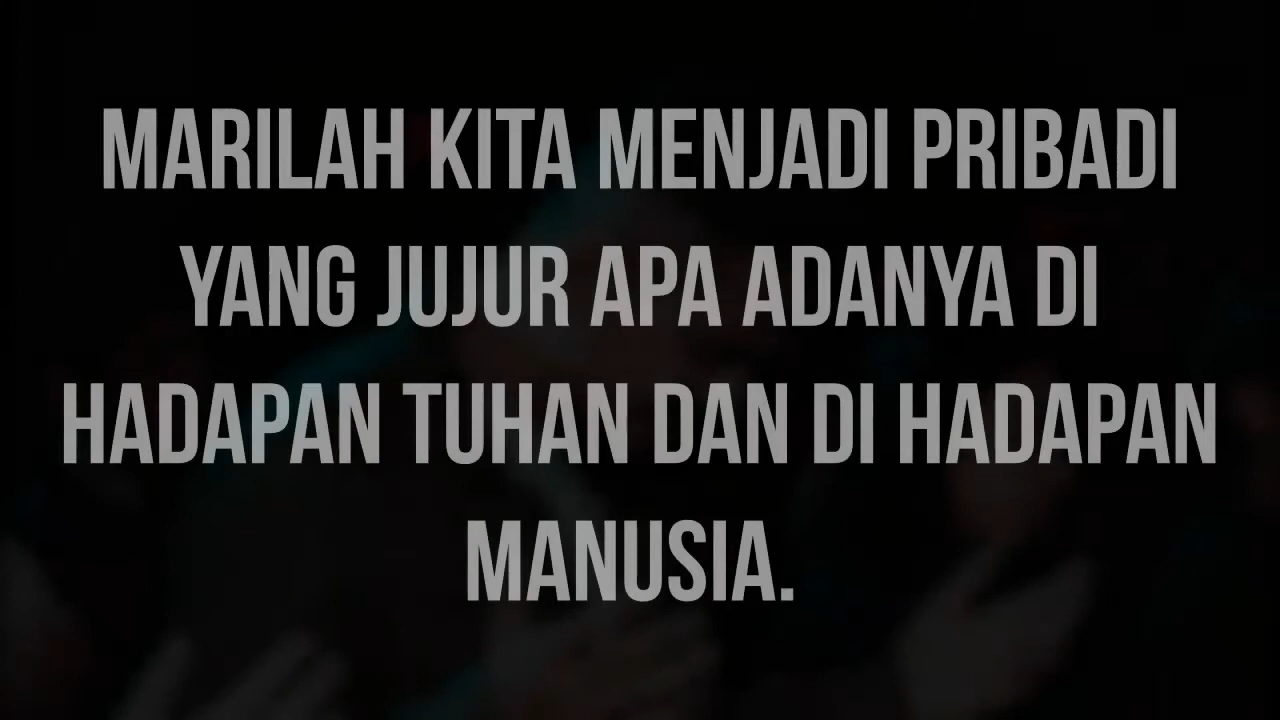 MARILAH KITA MENJADI PRIBADI
YANG JUJUR APA ADANYA DI
HADAPAN TUHAN DAN DI HADAPAN
MANUSIA.